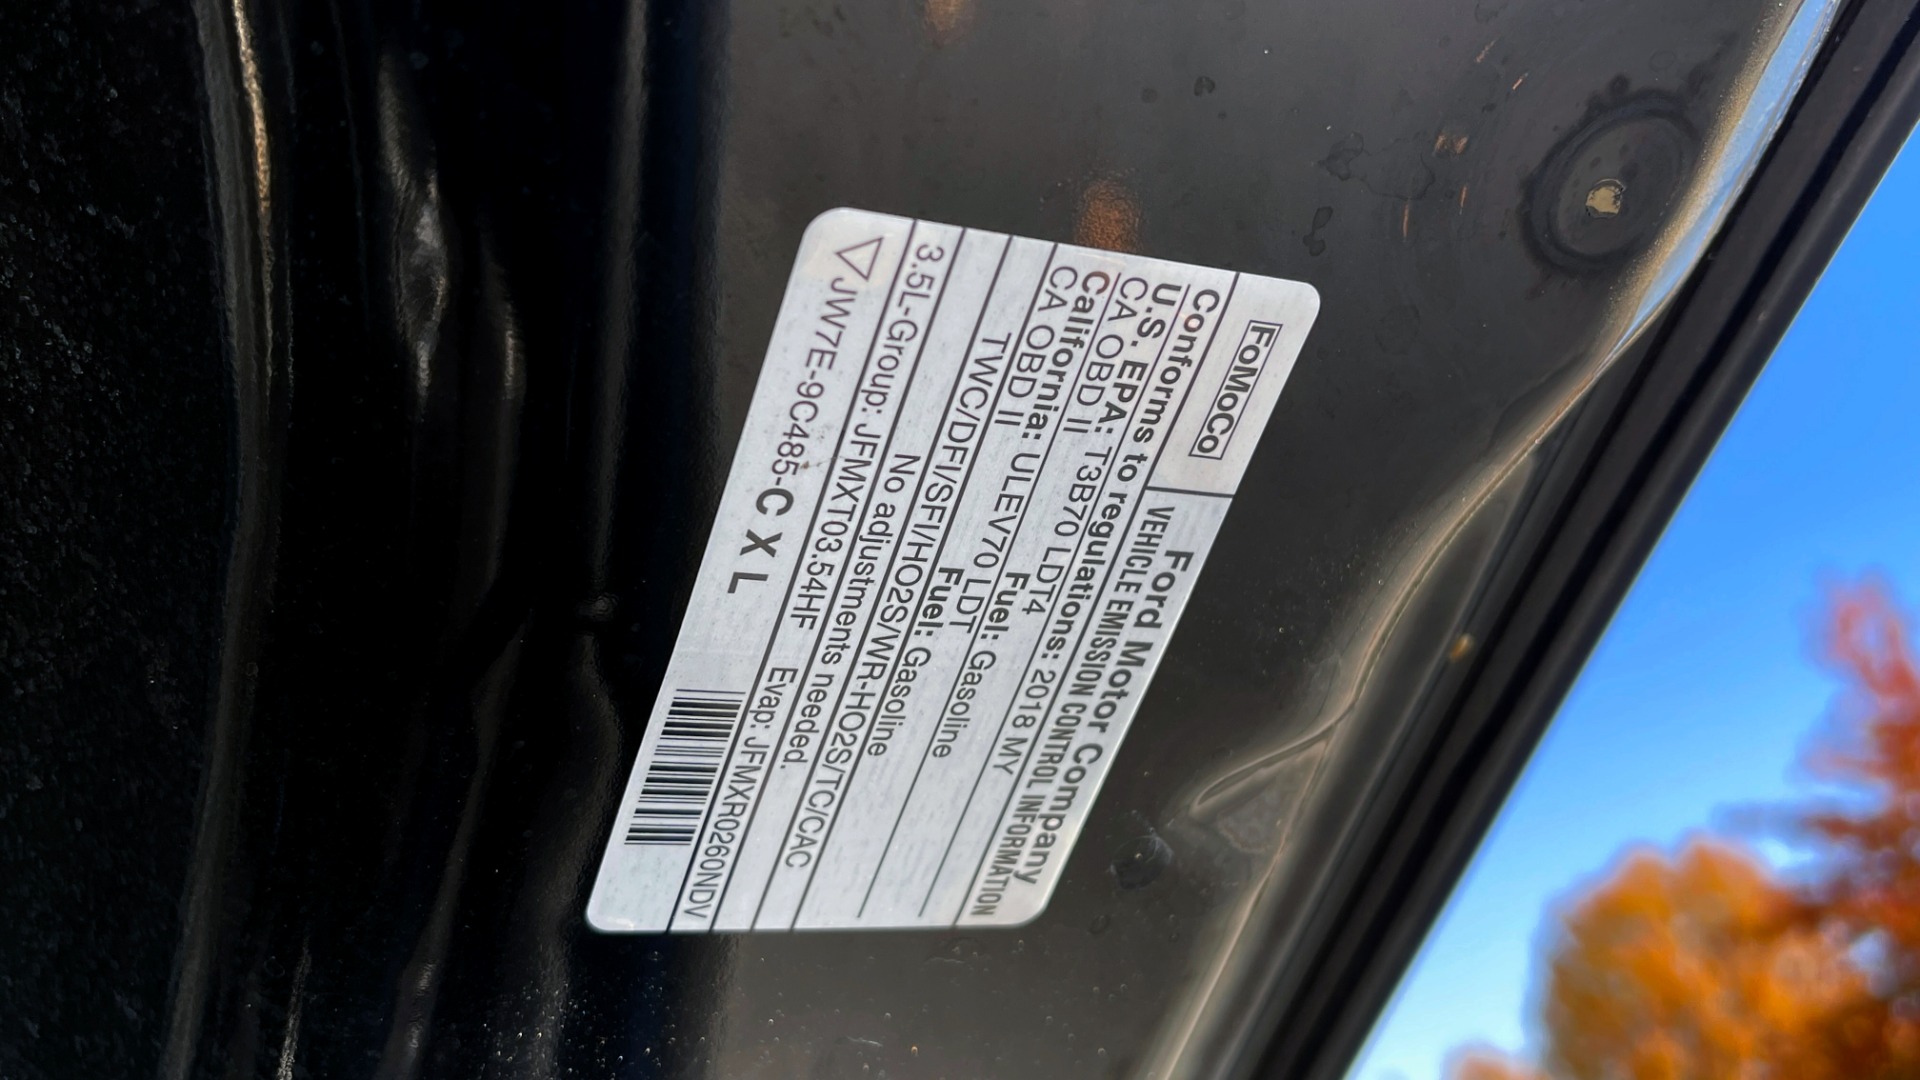 FoMoCo
Ford Motor Company
VEHICLE EMISSION CONTROL INFORMATION
Conforms to regulations: 2018 MY
U.S. EPA: T3B70 LDT4 Fuel: Gasoline
CA OBD II
California: ULEV70 LDT Fuel: Gasoline
CA OBD II
TWC/DFI/SFI/HO2S/WR-HO2S/TC/CAC
No adjustments needed.
3.5L-Group: JFMXT03.54HF Evap: JFMXR0260NDV
▽JW7E-9C485-C X L